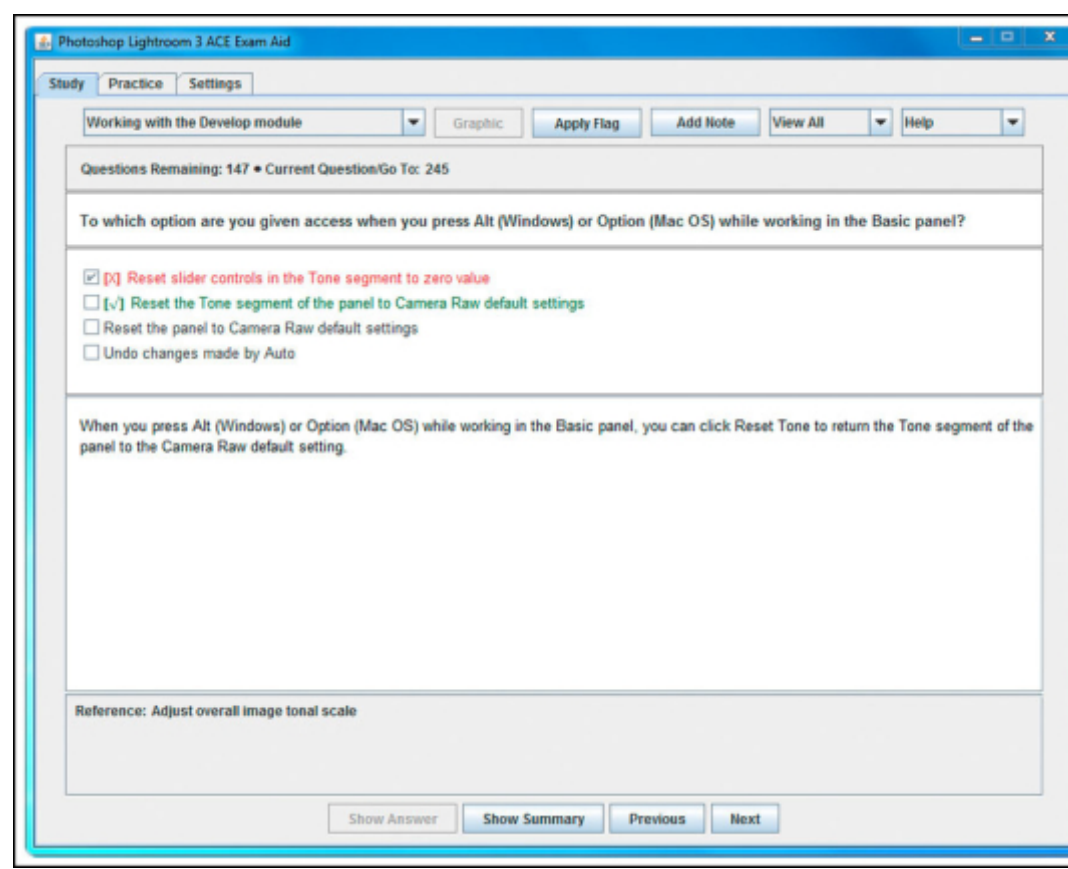 Photoshop Lightroom 3 ACE Exam Aid
Study Practice Settings
Working with the Develop module Graphic Apply Flag Add Note View All Help
Questions Remaining: 147 • Current Question/Go To: 245
To which option are you given access when you press Alt (Windows) or Option (Mac OS) while working in the Basic panel?
[X] Reset slider controls in the Tone segment to zero value
[√] Reset the Tone segment of the panel to Camera Raw default settings
Reset the panel to Camera Raw default settings
Undo changes made by Auto
When you press Alt (Windows) or Option (Mac OS) while working in the Basic panel, you can click Reset Tone to return the Tone segment of the
panel to the Camera Raw default setting.
Reference: Adjust overall image tonal scale
Show Answer Show Summary Previous Next